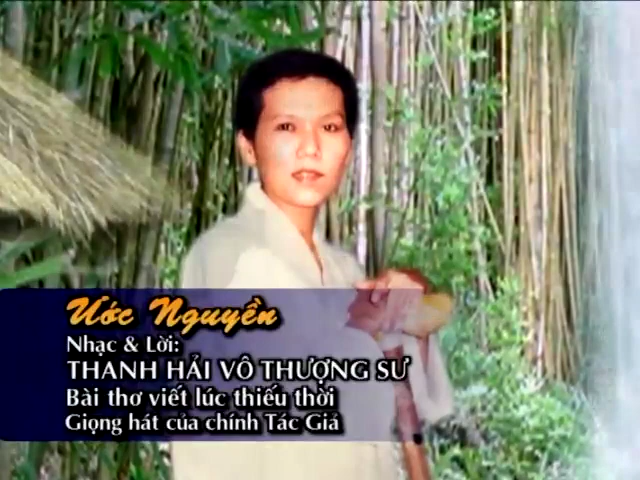 Ước Nguyền
Nhạc & Lời:
THANH HẢI VÔ THƯỢNG SƯ
Bài thơ viết lúc thiếu thời
Giọng hát của chính Tác Giả